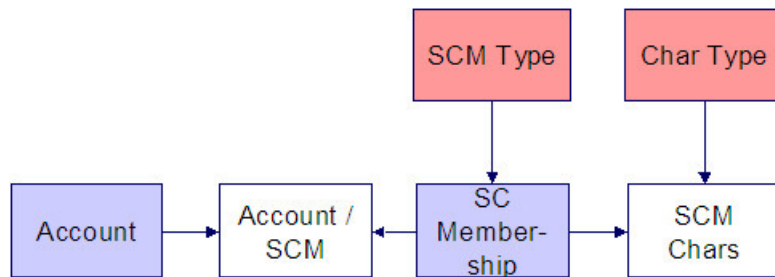 SCM Type
Char Type
Account
Account /
SCM
SC
Member-
ship
SCM
Chars